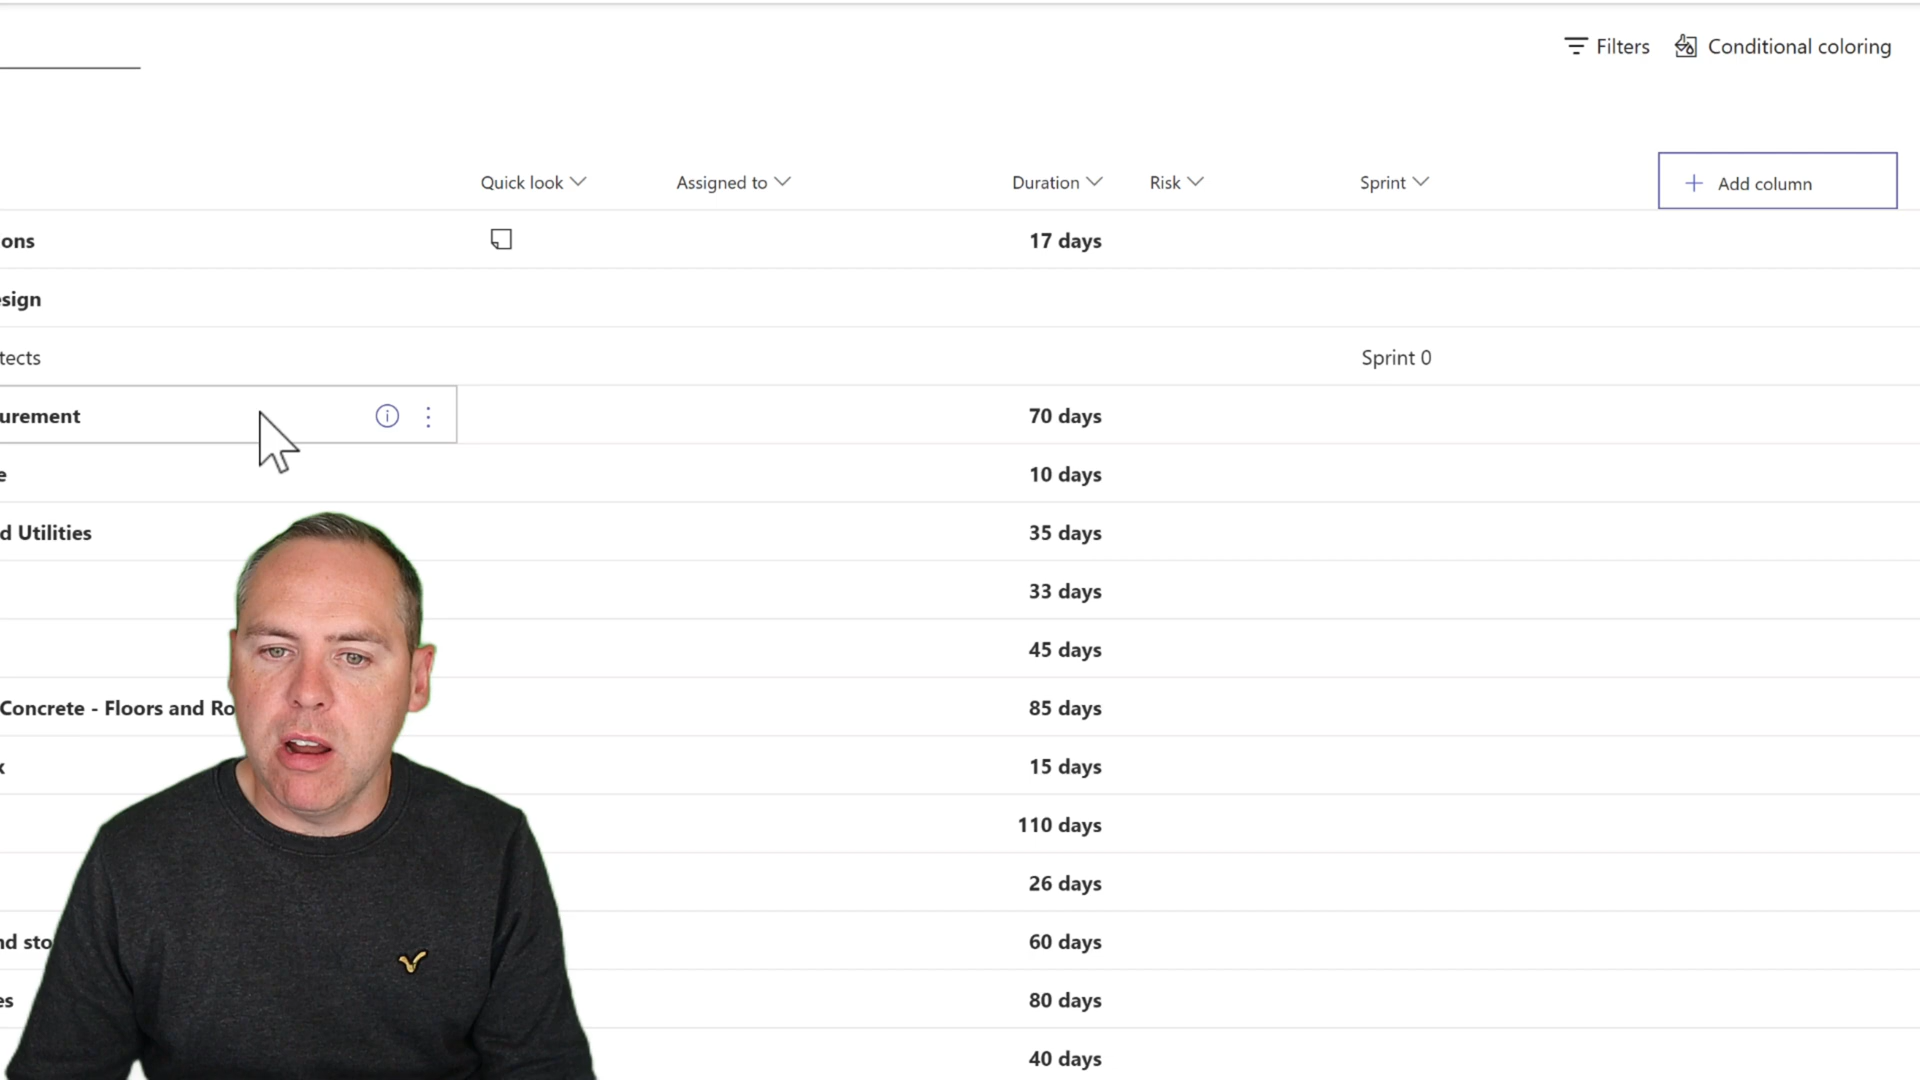 Filters Conditional coloring
Quick look Assigned to Duration Risk Sprint Add column
ons 17 days
esign
tects Sprint 0
urement 70 days
e 10 days
d Utilities 35 days
33 days
45 days
Concrete - Floors and Ro 85 days
15 days
110 days
26 days
nd sto 60 days
es 80 days
40 days